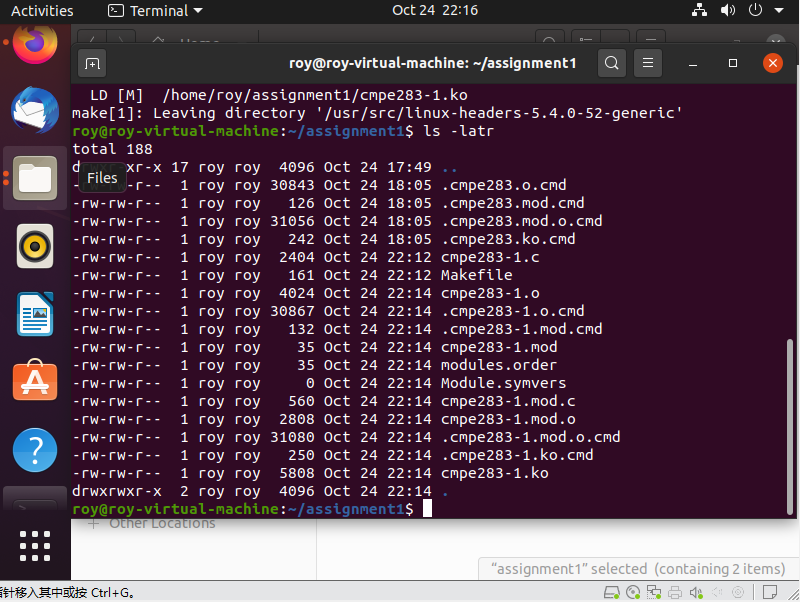 Activities Terminal Oct 24 22:16
roy@roy-virtual-machine: ~/assignment1
LD [M]  /home/roy/assignment1/cmpe283-1.ko
make[1]: Leaving directory '/usr/src/linux-headers-5.4.0-52-generic'
roy@roy-virtual-machine:~/assignment1$ ls -latr
total 188
drwxr-xr-x 17 roy roy  4096 Oct 24 17:49 ..
Files
-rw-rw-r--  1 roy roy 30843 Oct 24 18:05 .cmpe283.o.cmd
-rw-rw-r--  1 roy roy   126 Oct 24 18:05 .cmpe283.mod.cmd
-rw-rw-r--  1 roy roy 31056 Oct 24 18:05 .cmpe283.mod.o.cmd
-rw-rw-r--  1 roy roy   242 Oct 24 18:05 .cmpe283.ko.cmd
-rw-rw-r--  1 roy roy  2404 Oct 24 22:12 cmpe283-1.c
-rw-rw-r--  1 roy roy   161 Oct 24 22:12 Makefile
-rw-rw-r--  1 roy roy  4024 Oct 24 22:14 cmpe283-1.o
-rw-rw-r--  1 roy roy 30867 Oct 24 22:14 .cmpe283-1.o.cmd
-rw-rw-r--  1 roy roy   132 Oct 24 22:14 .cmpe283-1.mod.cmd
-rw-rw-r--  1 roy roy    35 Oct 24 22:14 cmpe283-1.mod
-rw-rw-r--  1 roy roy    35 Oct 24 22:14 modules.order
-rw-rw-r--  1 roy roy     0 Oct 24 22:14 Module.symvers
-rw-rw-r--  1 roy roy   560 Oct 24 22:14 cmpe283-1.mod.c
-rw-rw-r--  1 roy roy  2808 Oct 24 22:14 cmpe283-1.mod.o
-rw-rw-r--  1 roy roy 31080 Oct 24 22:14 .cmpe283-1.mod.o.cmd
-rw-rw-r--  1 roy roy   250 Oct 24 22:14 .cmpe283-1.ko.cmd
-rw-rw-r--  1 roy roy  5808 Oct 24 22:14 cmpe283-1.ko
drwxrwxr-x  2 roy roy  4096 Oct 24 22:14 .
roy@roy-virtual-machine:~/assignment1$
+ Other Locations
“assignment1” selected (containing 2 items)
指针移入其中或按 Ctrl+G。